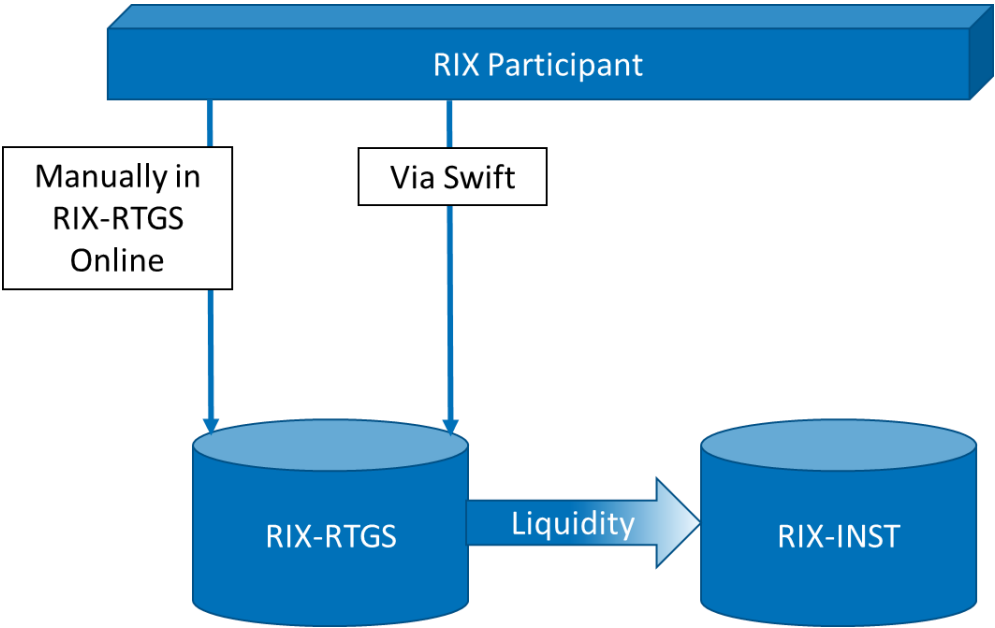 RIX Participant
Manually in
RIX-RTGS
Online
Via Swift
RIX-RTGS
Liquidity
RIX-INST